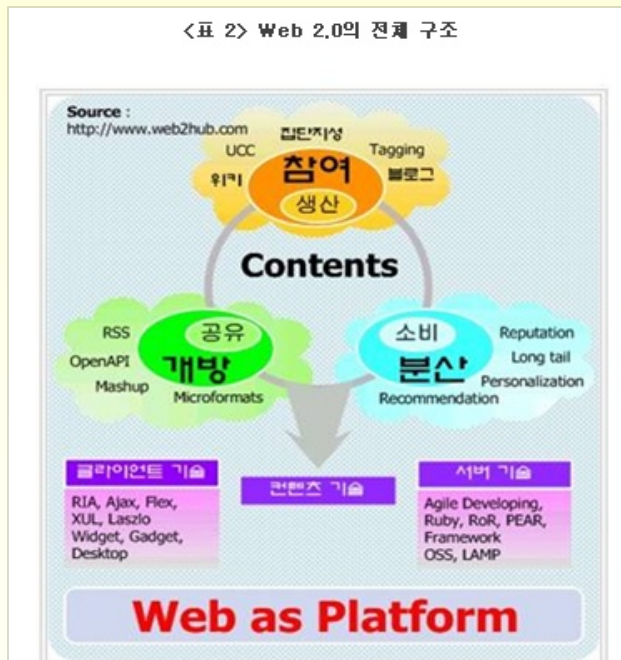 <표 2> Web 2.0의 전체 구조
Source :
http://www.web2hub.com
집단지성
UCC
Tagging
위키
참여
블로그
생산
Contents
RSS
공유
OpenAPI
개방
Mashup
Microformats
소비
Reputation
분산
Long tail
Personalization
Recommendation
클라이언트 기술
RIA, Ajax, Flex,
XUL, Laszlo
Widget, Gadget,
Desktop
컨텐츠 기술
서버 기술
Agile Developing,
Ruby, RoR, PEAR,
Framework
OSS, LAMP
Web as Platform